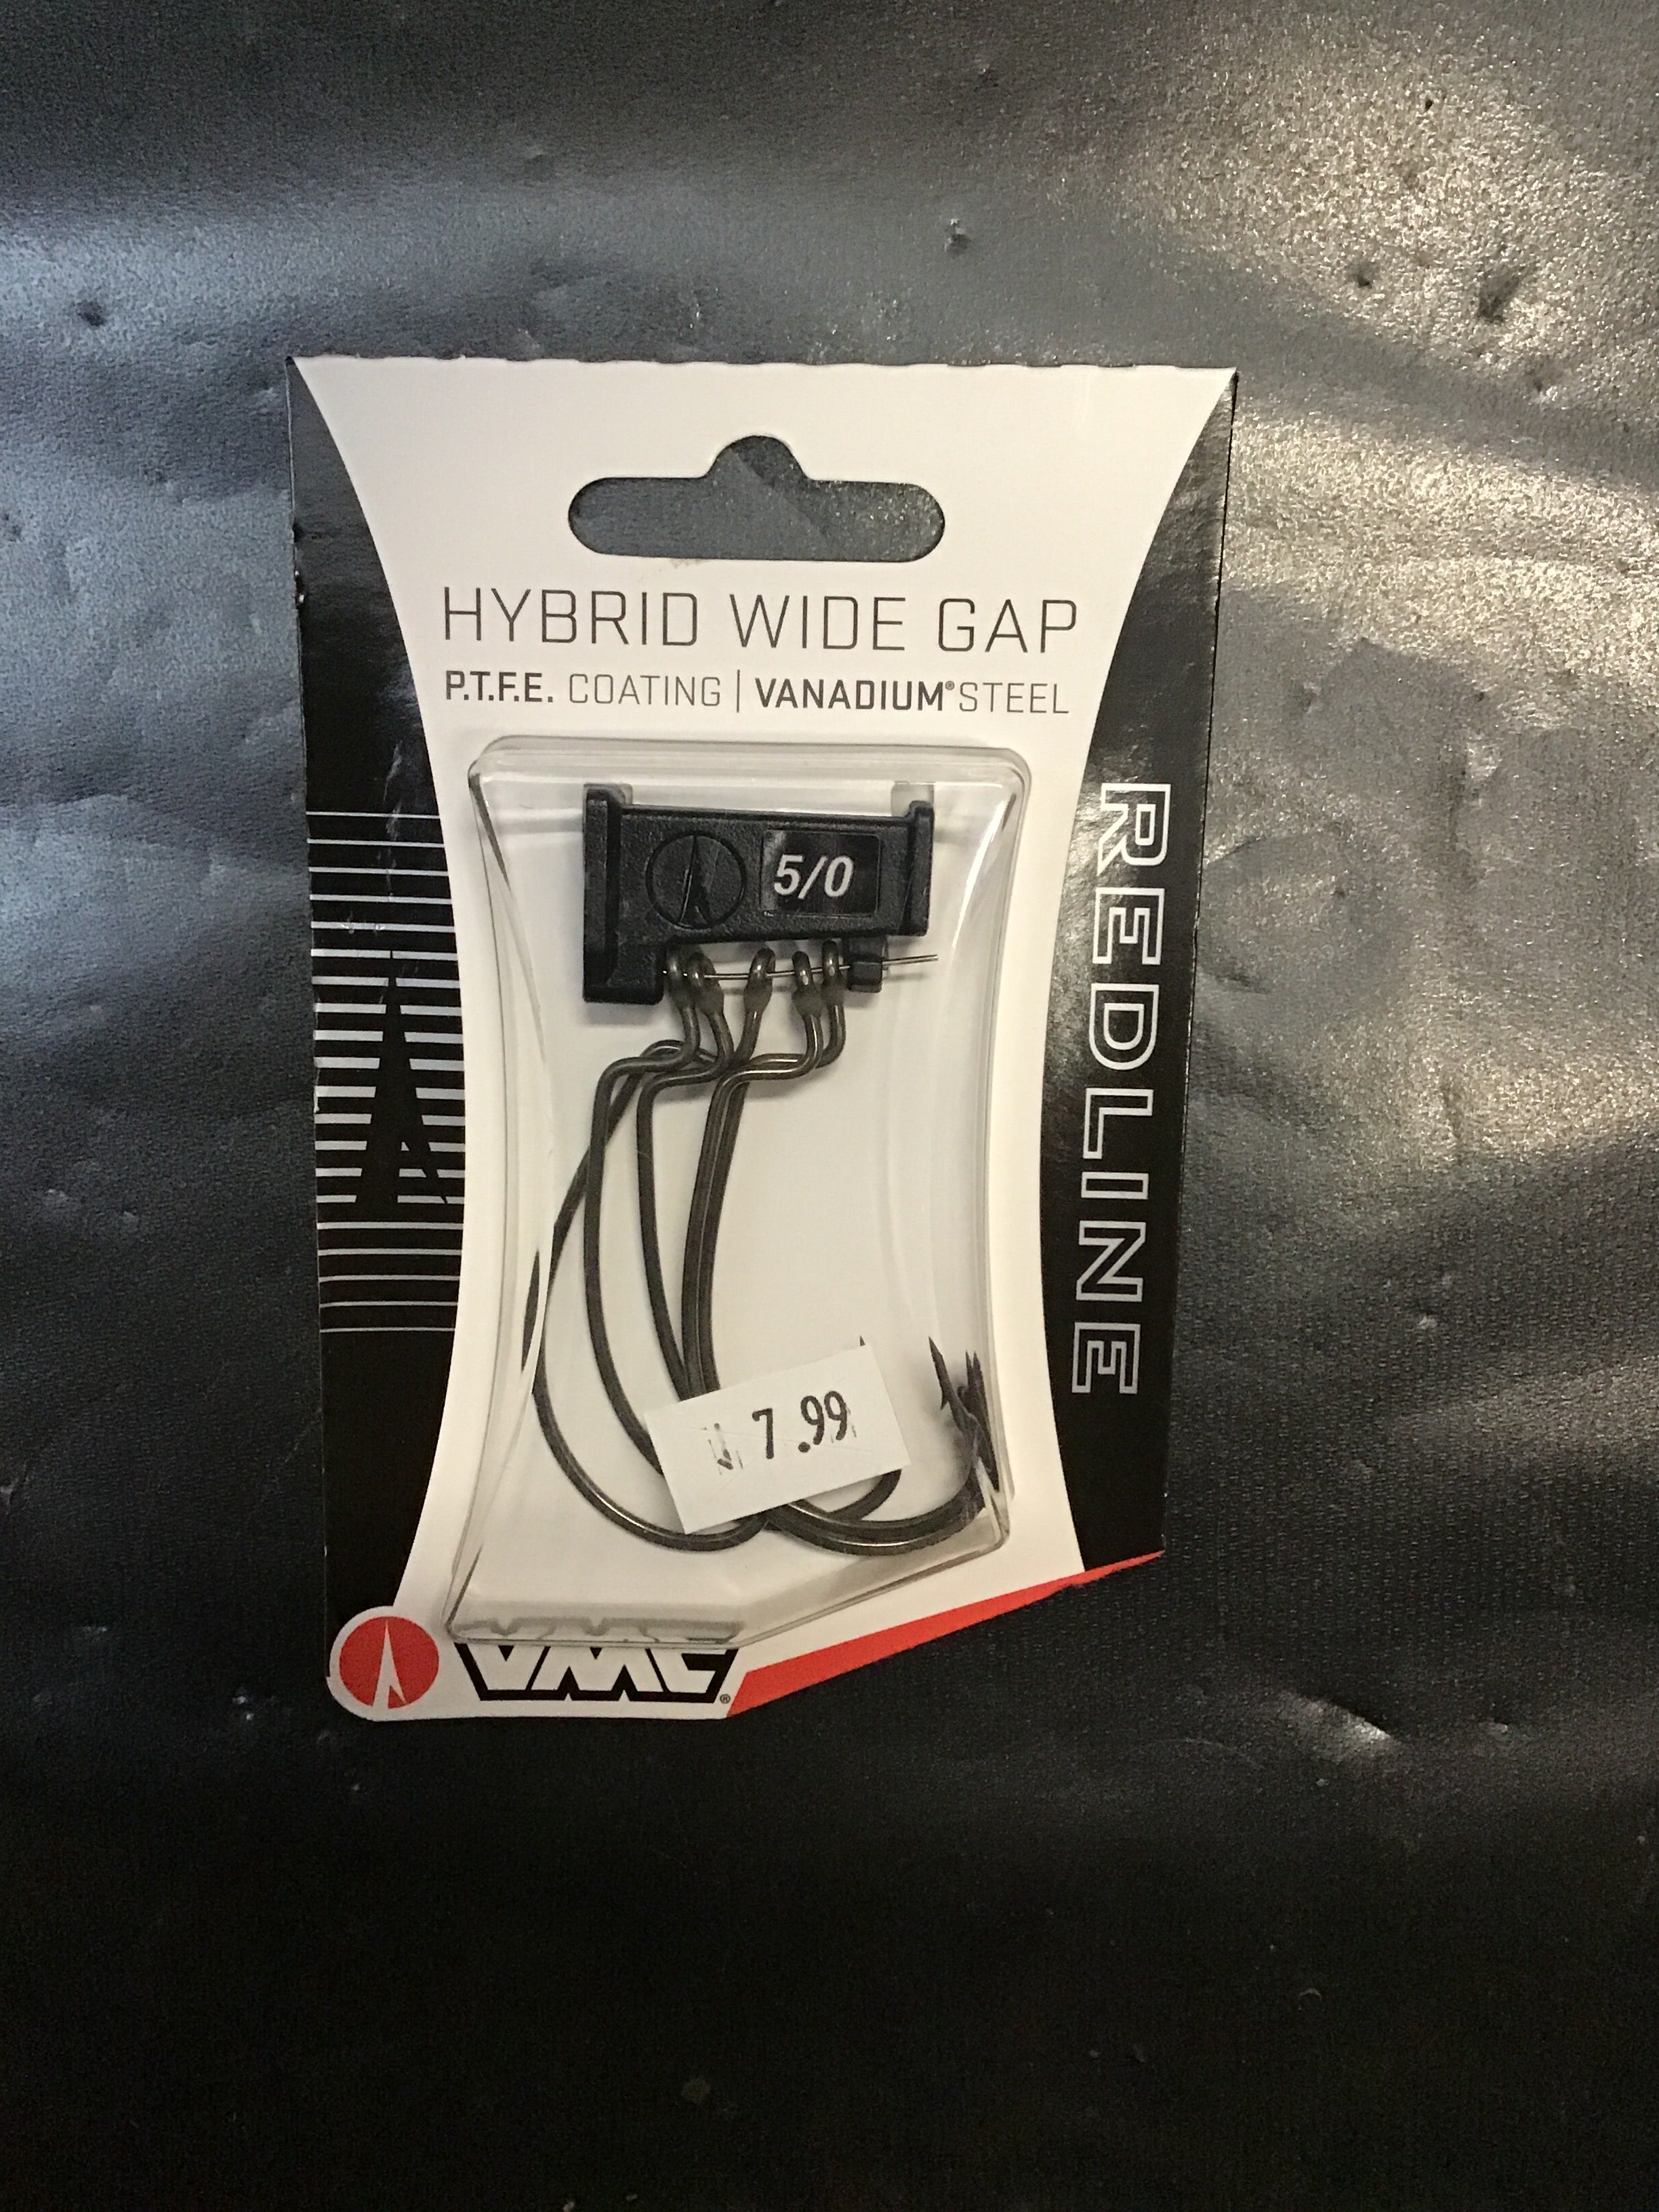 HYBRID WIDE GAP
P.T.F.E. COATING | VANADIUM® STEEL
REDLINE
5/0
7.99
VMC®